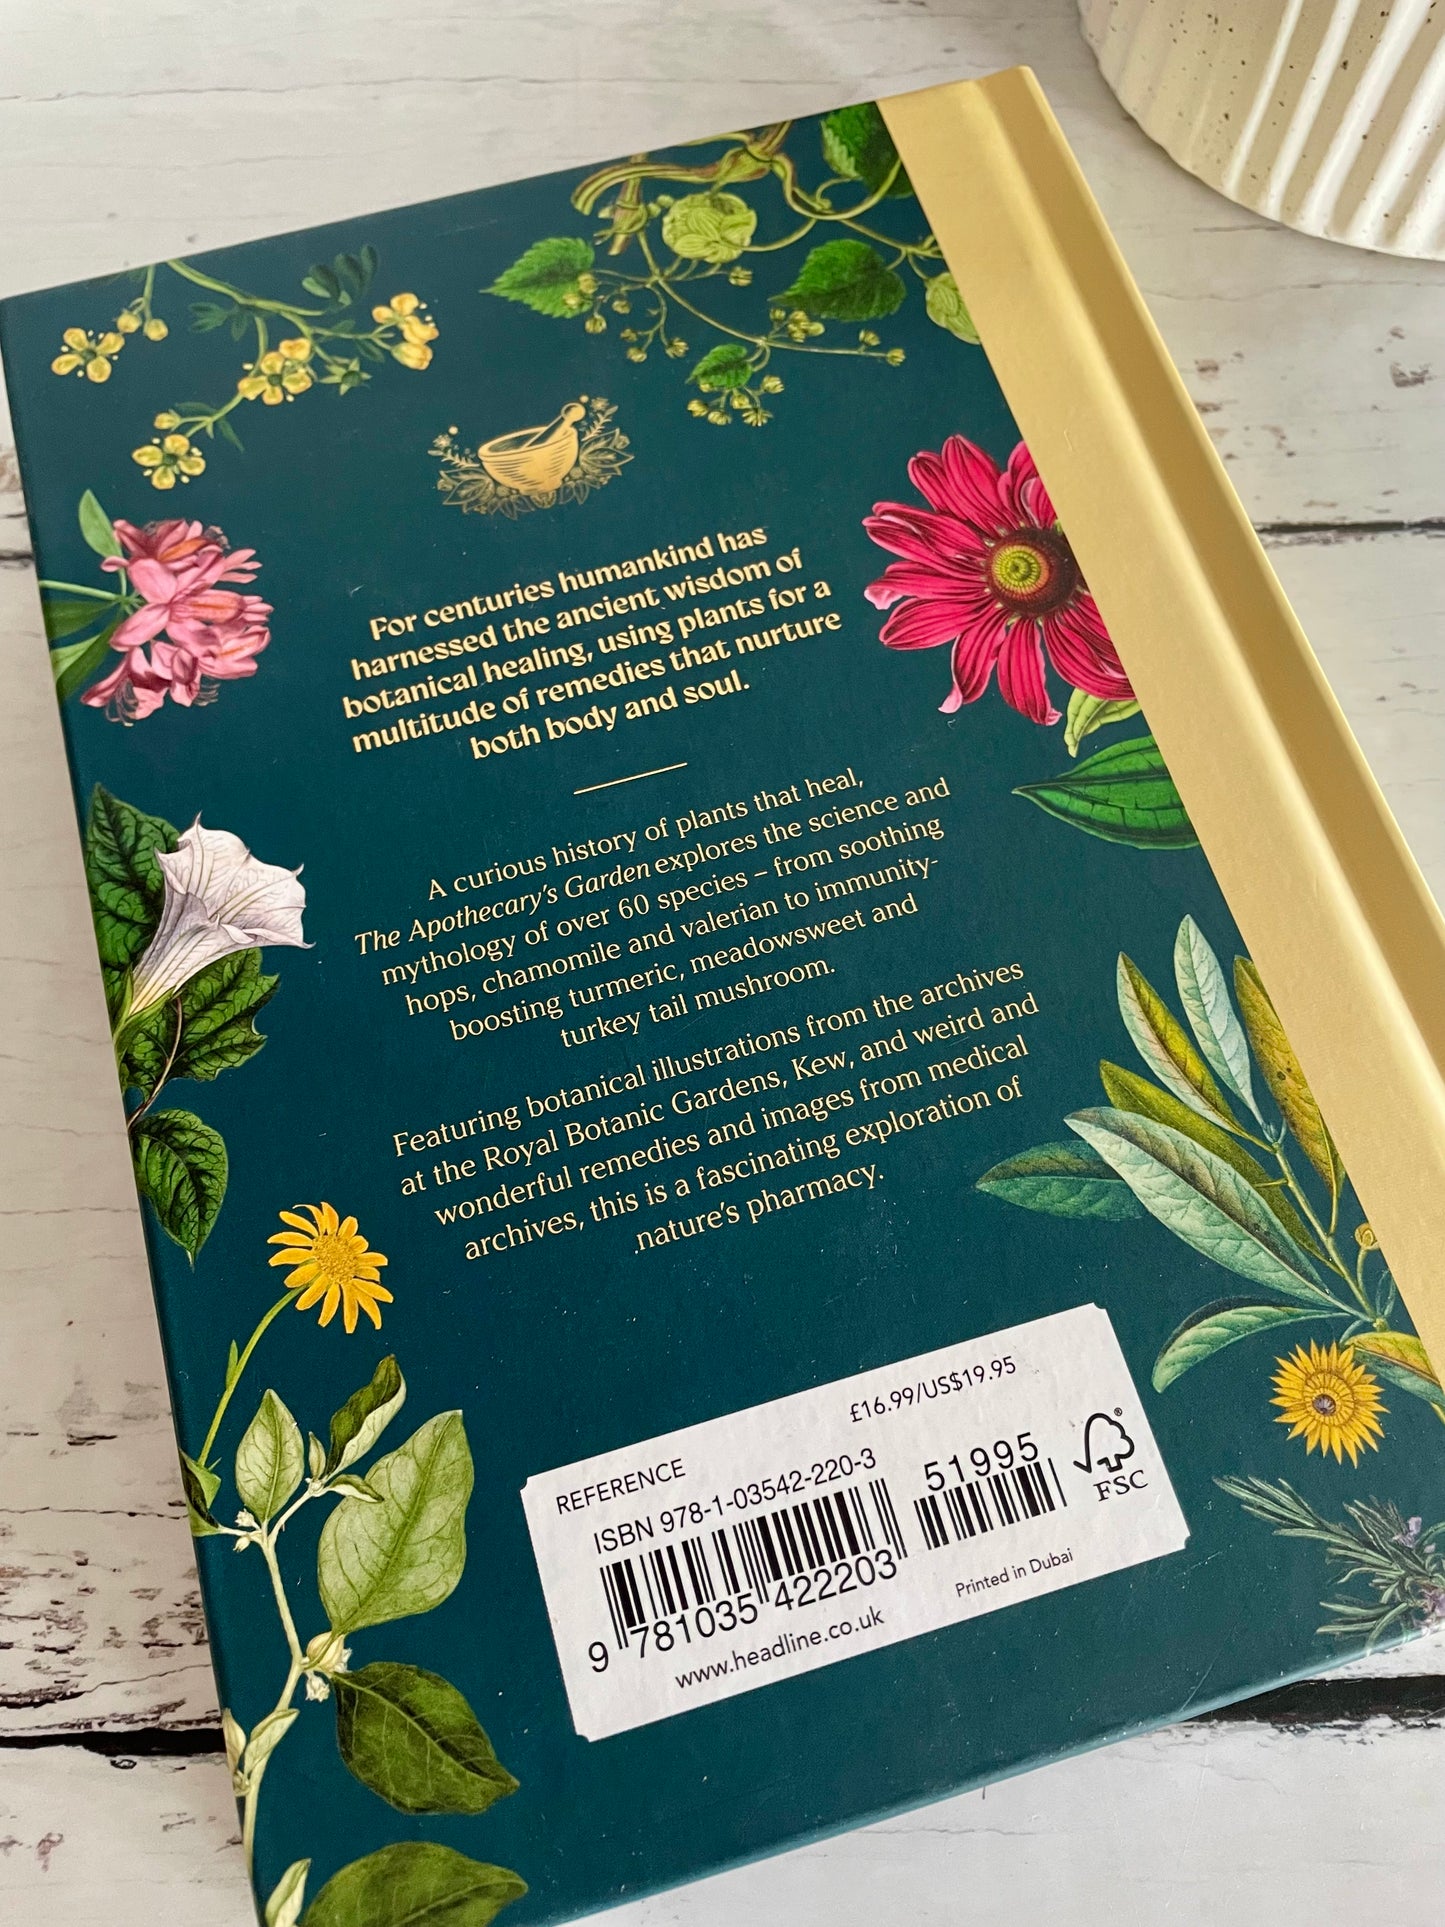 For centuries humankind has
harnessed the ancient wisdom of
botanical healing, using plants for a
multitude of remedies that nurture
both body and soul.
A curious history of plants that heal,
The Apothecary's Garden explores the science and
mythology of over 60 species – from soothing
hops, chamomile and valerian to immunity-
boosting turmeric, meadowsweet and
turkey tail mushroom.
Featuring botanical illustrations from the archives
at the Royal Botanic Gardens, Kew, and weird and
wonderful remedies and images from medical
archives, this is a fascinating exploration of
nature's pharmacy.
£16.99/US$19.95
REFERENCE
ISBN 978-1-03542-220-3
51995
9 781035 422203
FSC®
Printed in Dubai
www.headline.co.uk